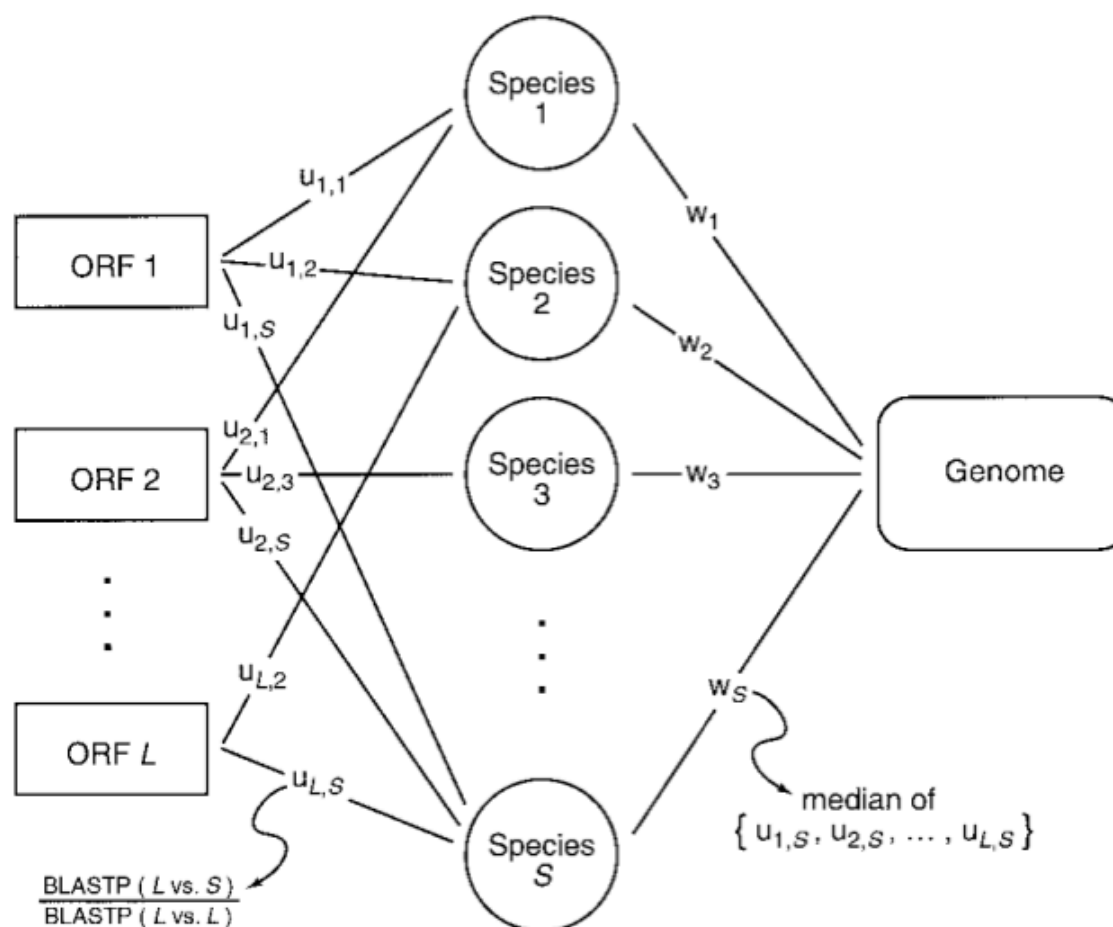 Species
1
u1,1
w1
ORF 1
u1,2
Species
2
u1,S
w2
u2,1
ORF 2
u2,3
Species
3
w3
Genome
u2,S
uL,2
wS
ORF L
uL,S
median of
{ u1,S, u2,S, ... , uL,S }
Species
S
BLASTP ( L vs. S )
BLASTP ( L vs. L )